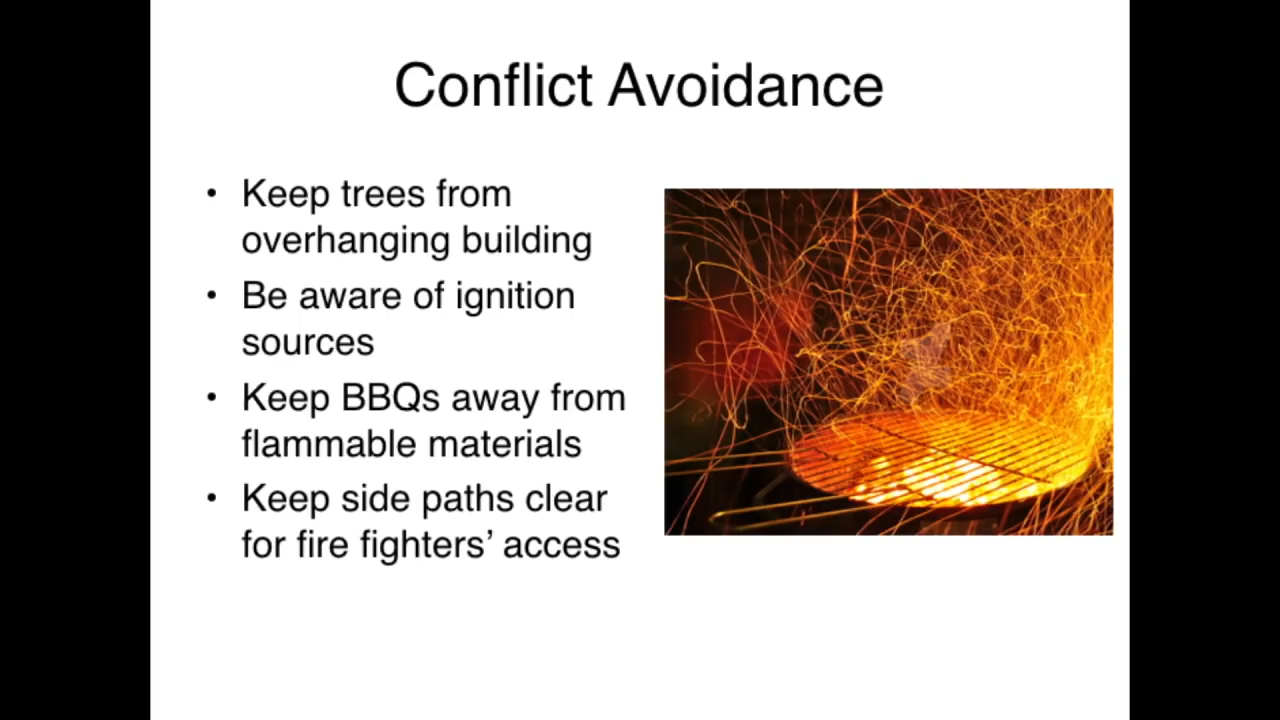 Conflict Avoidance
• Keep trees from
overhanging building
• Be aware of ignition
sources
• Keep BBQs away from
flammable materials
• Keep side paths clear
for fire fighters’ access